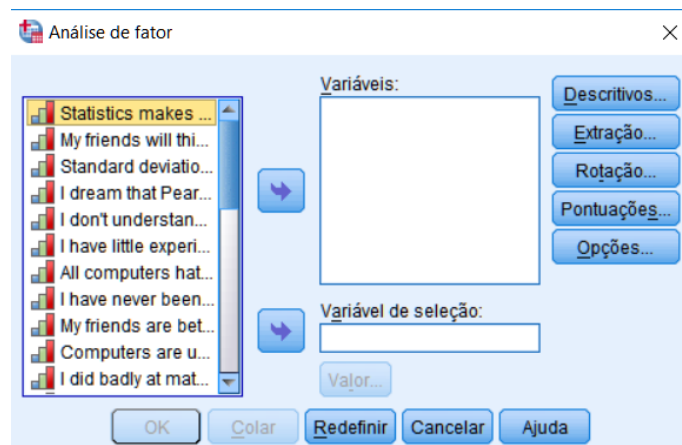 Análise de fator
Variáveis:
Statistics makes ...
My friends will thi...
Standard deviatio...
I dream that Pear...
I don't understan...
I have little experi...
All computers hat...
I have never been...
My friends are bet...
Computers are u...
I did badly at mat...
Descritivos...
Extração...
Rotação...
Pontuações...
Opções...
Variável de seleção:
Valor...
OK Colar Redefinir Cancelar Ajuda